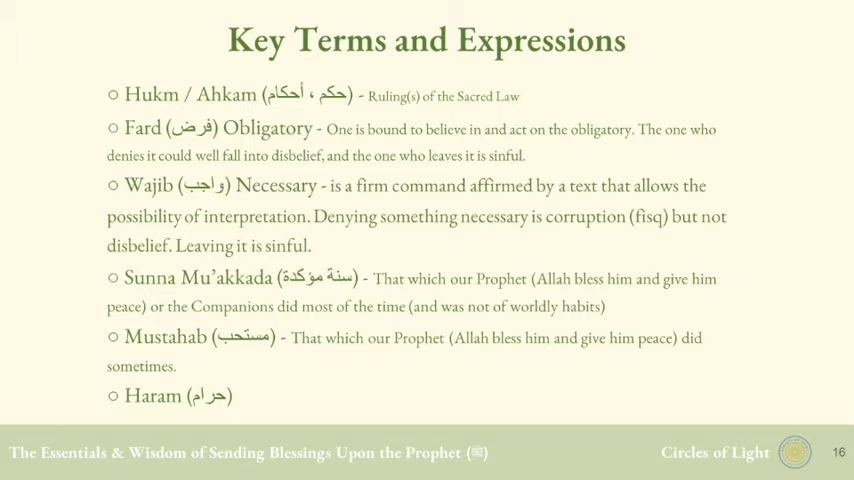 Key Terms and Expressions
○ Hukm / Ahkam (حكم ، أحكام) - Ruling(s) of the Sacred Law
○ Fard (فرض) Obligatory - One is bound to believe in and act on the obligatory. The one who
denies it could well fall into disbelief, and the one who leaves it is sinful.
○ Wajib (واجب) Necessary - is a firm command affirmed by a text that allows the
possibility of interpretation. Denying something necessary is corruption (fisq) but not
disbelief. Leaving it is sinful.
○ Sunna Mu’akkada (سنة مؤكدة) - That which our Prophet (Allah bless him and give him
peace) or the Companions did most of the time (and was not of worldly habits)
○ Mustahab (مستحب) - That which our Prophet (Allah bless him and give him peace) did
sometimes.
○ Haram (حرام)
The Essentials & Wisdom of Sending Blessings Upon the Prophet (ﷺ)
Circles of Light
16